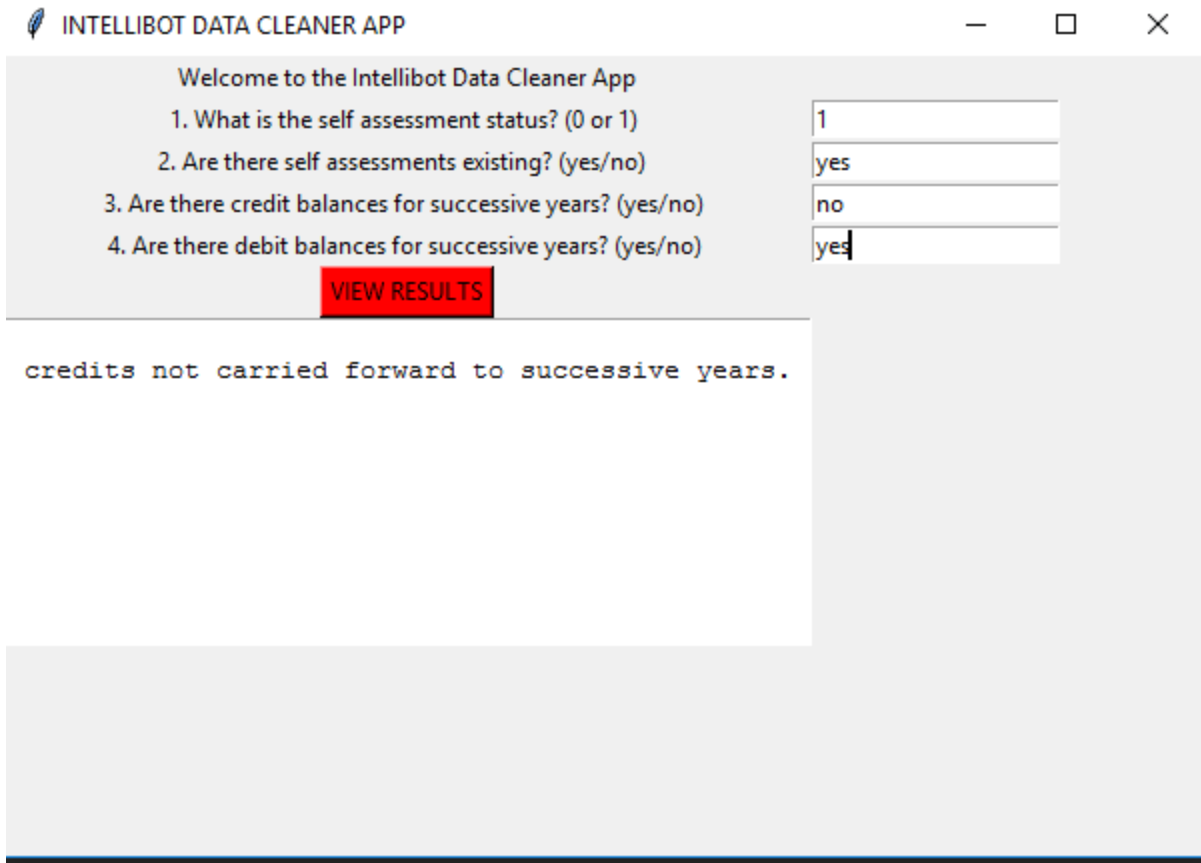 INTELLIBOT DATA CLEANER APP
Welcome to the Intellibot Data Cleaner App
1. What is the self assessment status? (0 or 1) 1
2. Are there self assessments existing? (yes/no) yes
3. Are there credit balances for successive years? (yes/no) no
4. Are there debit balances for successive years? (yes/no) yes
VIEW RESULTS
credits not carried forward to successive years.